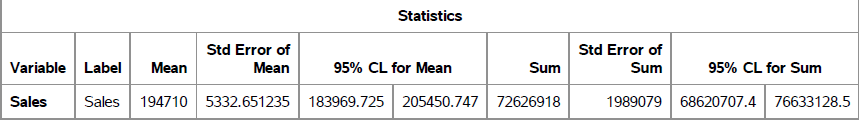 Statistics
Variable Label Mean Std Error of Mean 95% CL for Mean Sum Std Error of Sum 95% CL for Sum
Sales Sales 194710 5332.651235 183969.725 205450.747 72626918 1989079 68620707.4 76633128.5